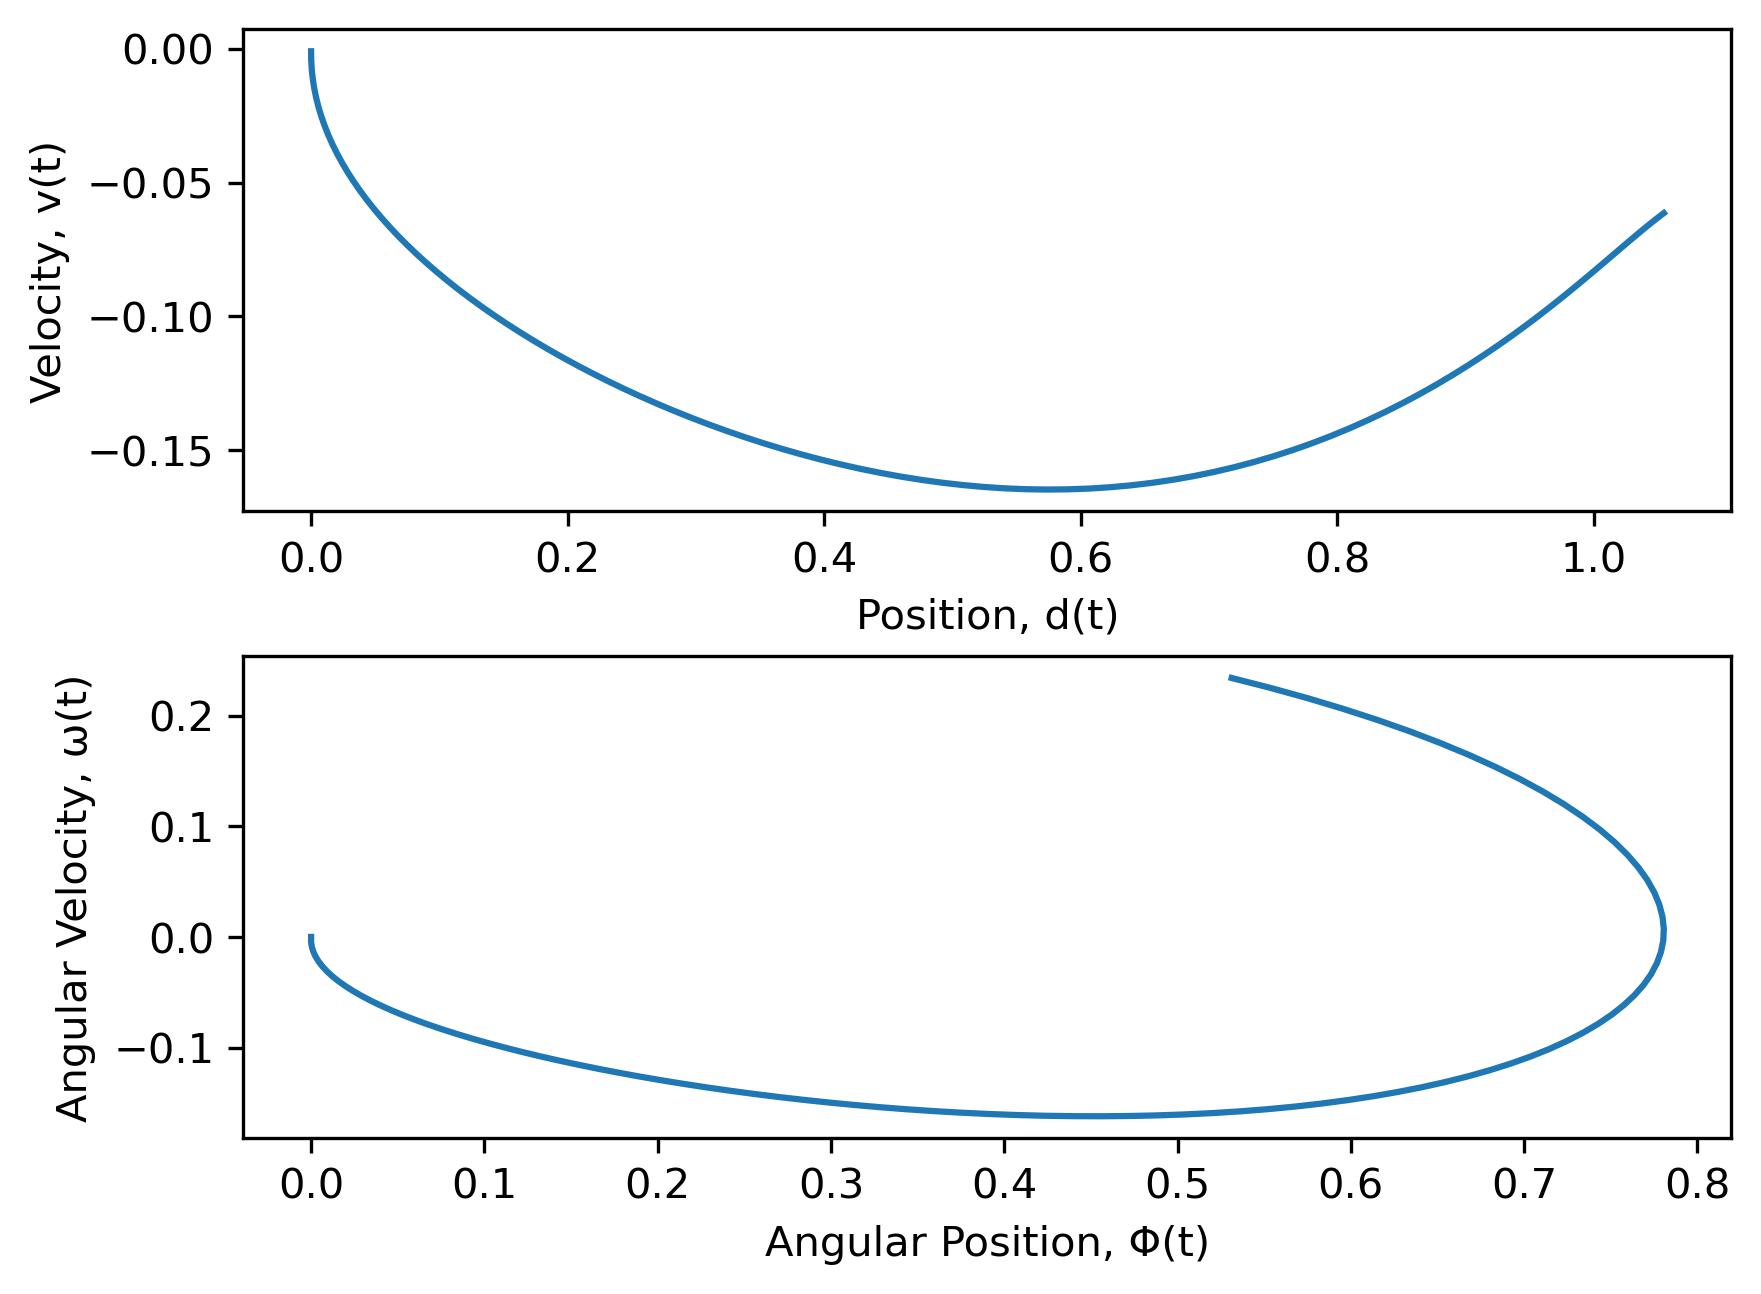 0.00
−0.05
−0.10
−0.15
Velocity, v(t)
0.0 0.2 0.4 0.6 0.8 1.0
Position, d(t)
0.2
0.1
0.0
−0.1
Angular Velocity, ω(t)
0.0 0.1 0.2 0.3 0.4 0.5 0.6 0.7 0.8
Angular Position, Φ(t)